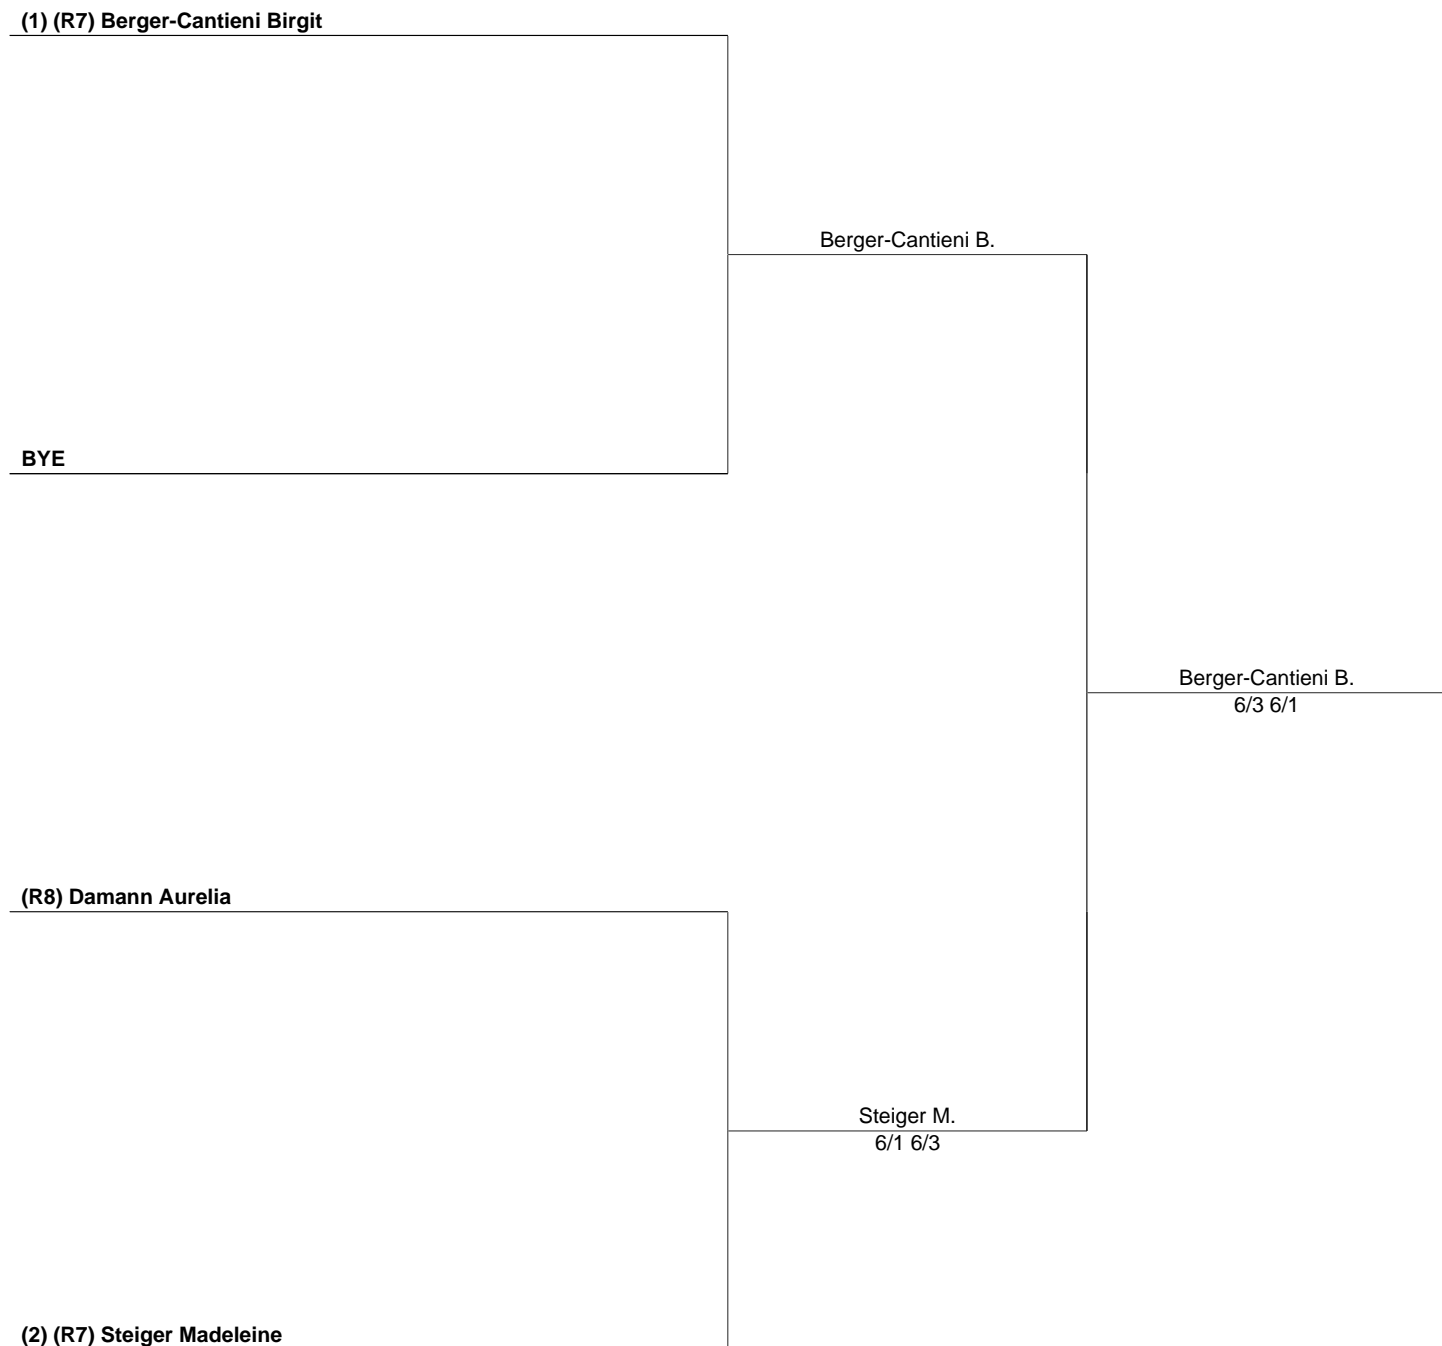 (1) (R7) Berger-Cantieni Birgit
Berger-Cantieni B.
BYE
Berger-Cantieni B.
6/3 6/1
(R8) Damann Aurelia
Steiger M.
6/1 6/3
(2) (R7) Steiger Madeleine